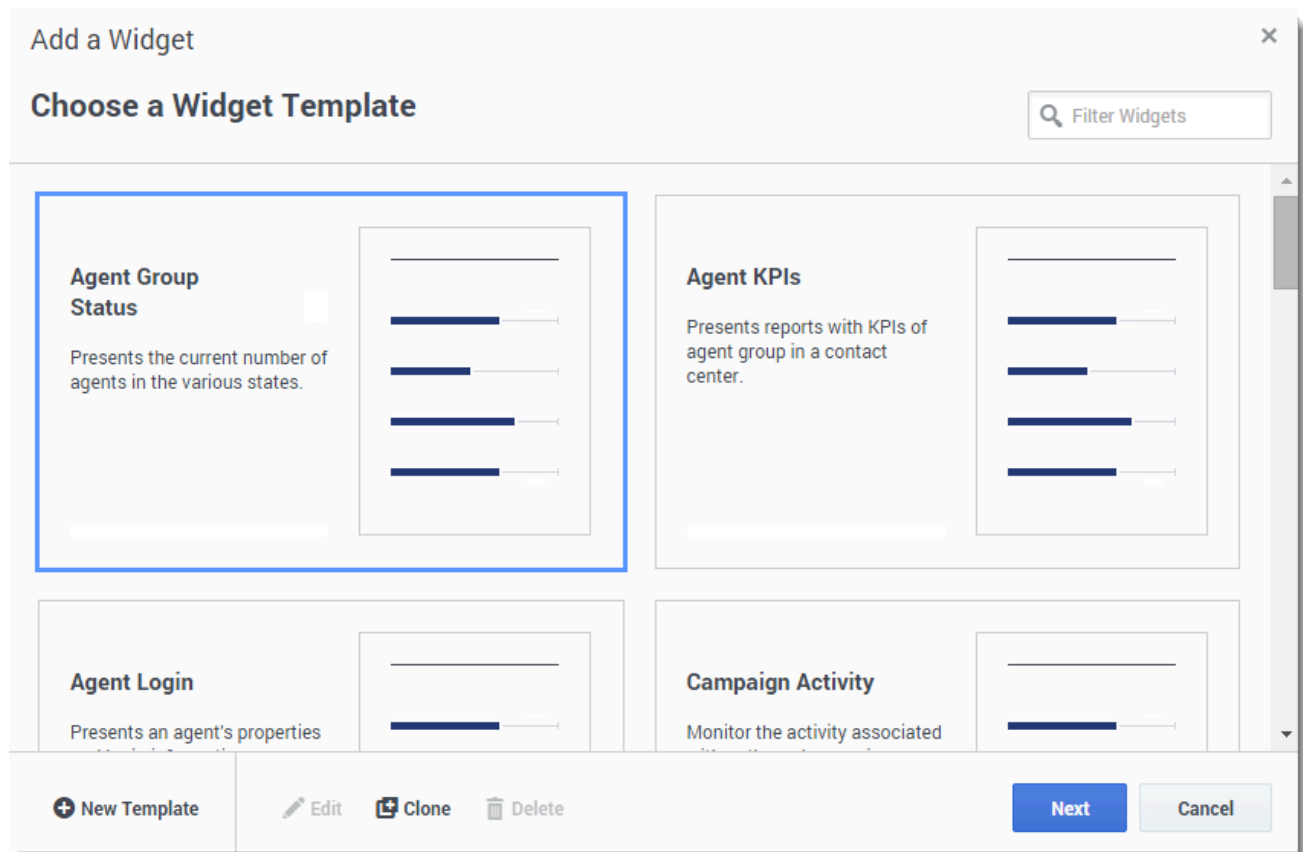 Add a Widget
Choose a Widget Template
Filter Widgets
Agent Group
Status
Presents the current number of
agents in the various states.
Agent KPIs
Presents reports with KPIs of
agent group in a contact
center.
Agent Login
Presents an agent's properties
Campaign Activity
Monitor the activity associated
New Template
Edit
Clone
Delete
Next
Cancel